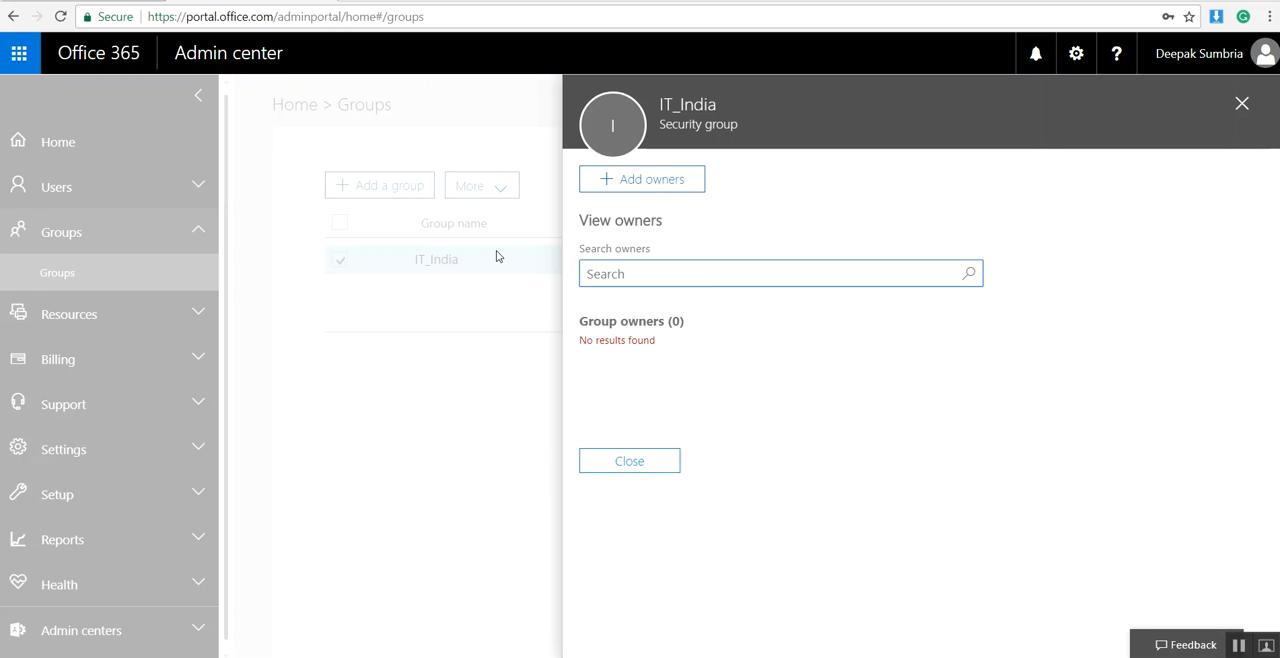 Secure https://portal.office.com/adminportal/home#/groups
Office 365 Admin center Deepak Sumbria
Home
Users
Groups
Groups
Resources
Billing
Support
Settings
Setup
Reports
Health
Admin centers
Home > Groups
Add a group More
Group name
IT_India
I
IT_India
Security group
Add owners
View owners
Search owners
Search
Group owners (0)
No results found
Close
Feedback